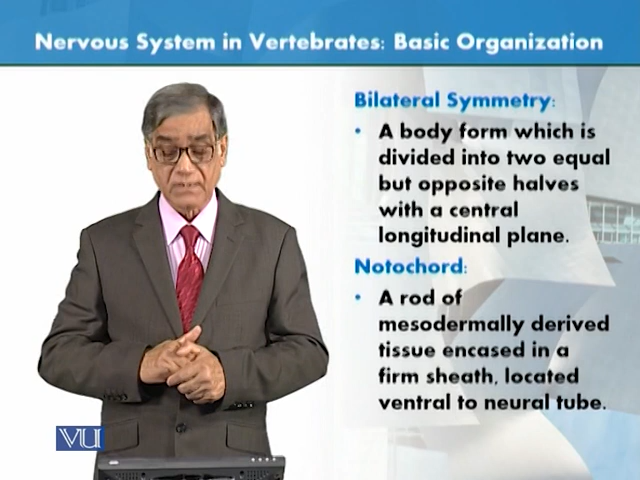 Nervous System in Vertebrates: Basic Organization
Bilateral Symmetry:
• A body form which is
divided into two equal
but opposite halves
with a central
longitudinal plane.
Notochord:
• A rod of
mesodermally derived
tissue encased in a
firm sheath, located
ventral to neural tube.
VU